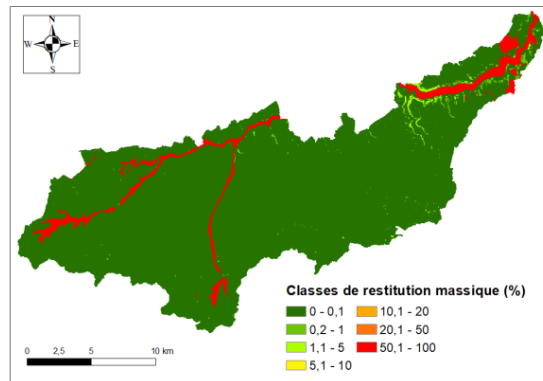 N
W E
S
Classes de restitution massique (%)
0 - 0,1 10,1 - 20
0,2 - 1 20,1 - 50
1,1 - 5 50,1 - 100
5,1 - 10
0 2,5 5 10 km